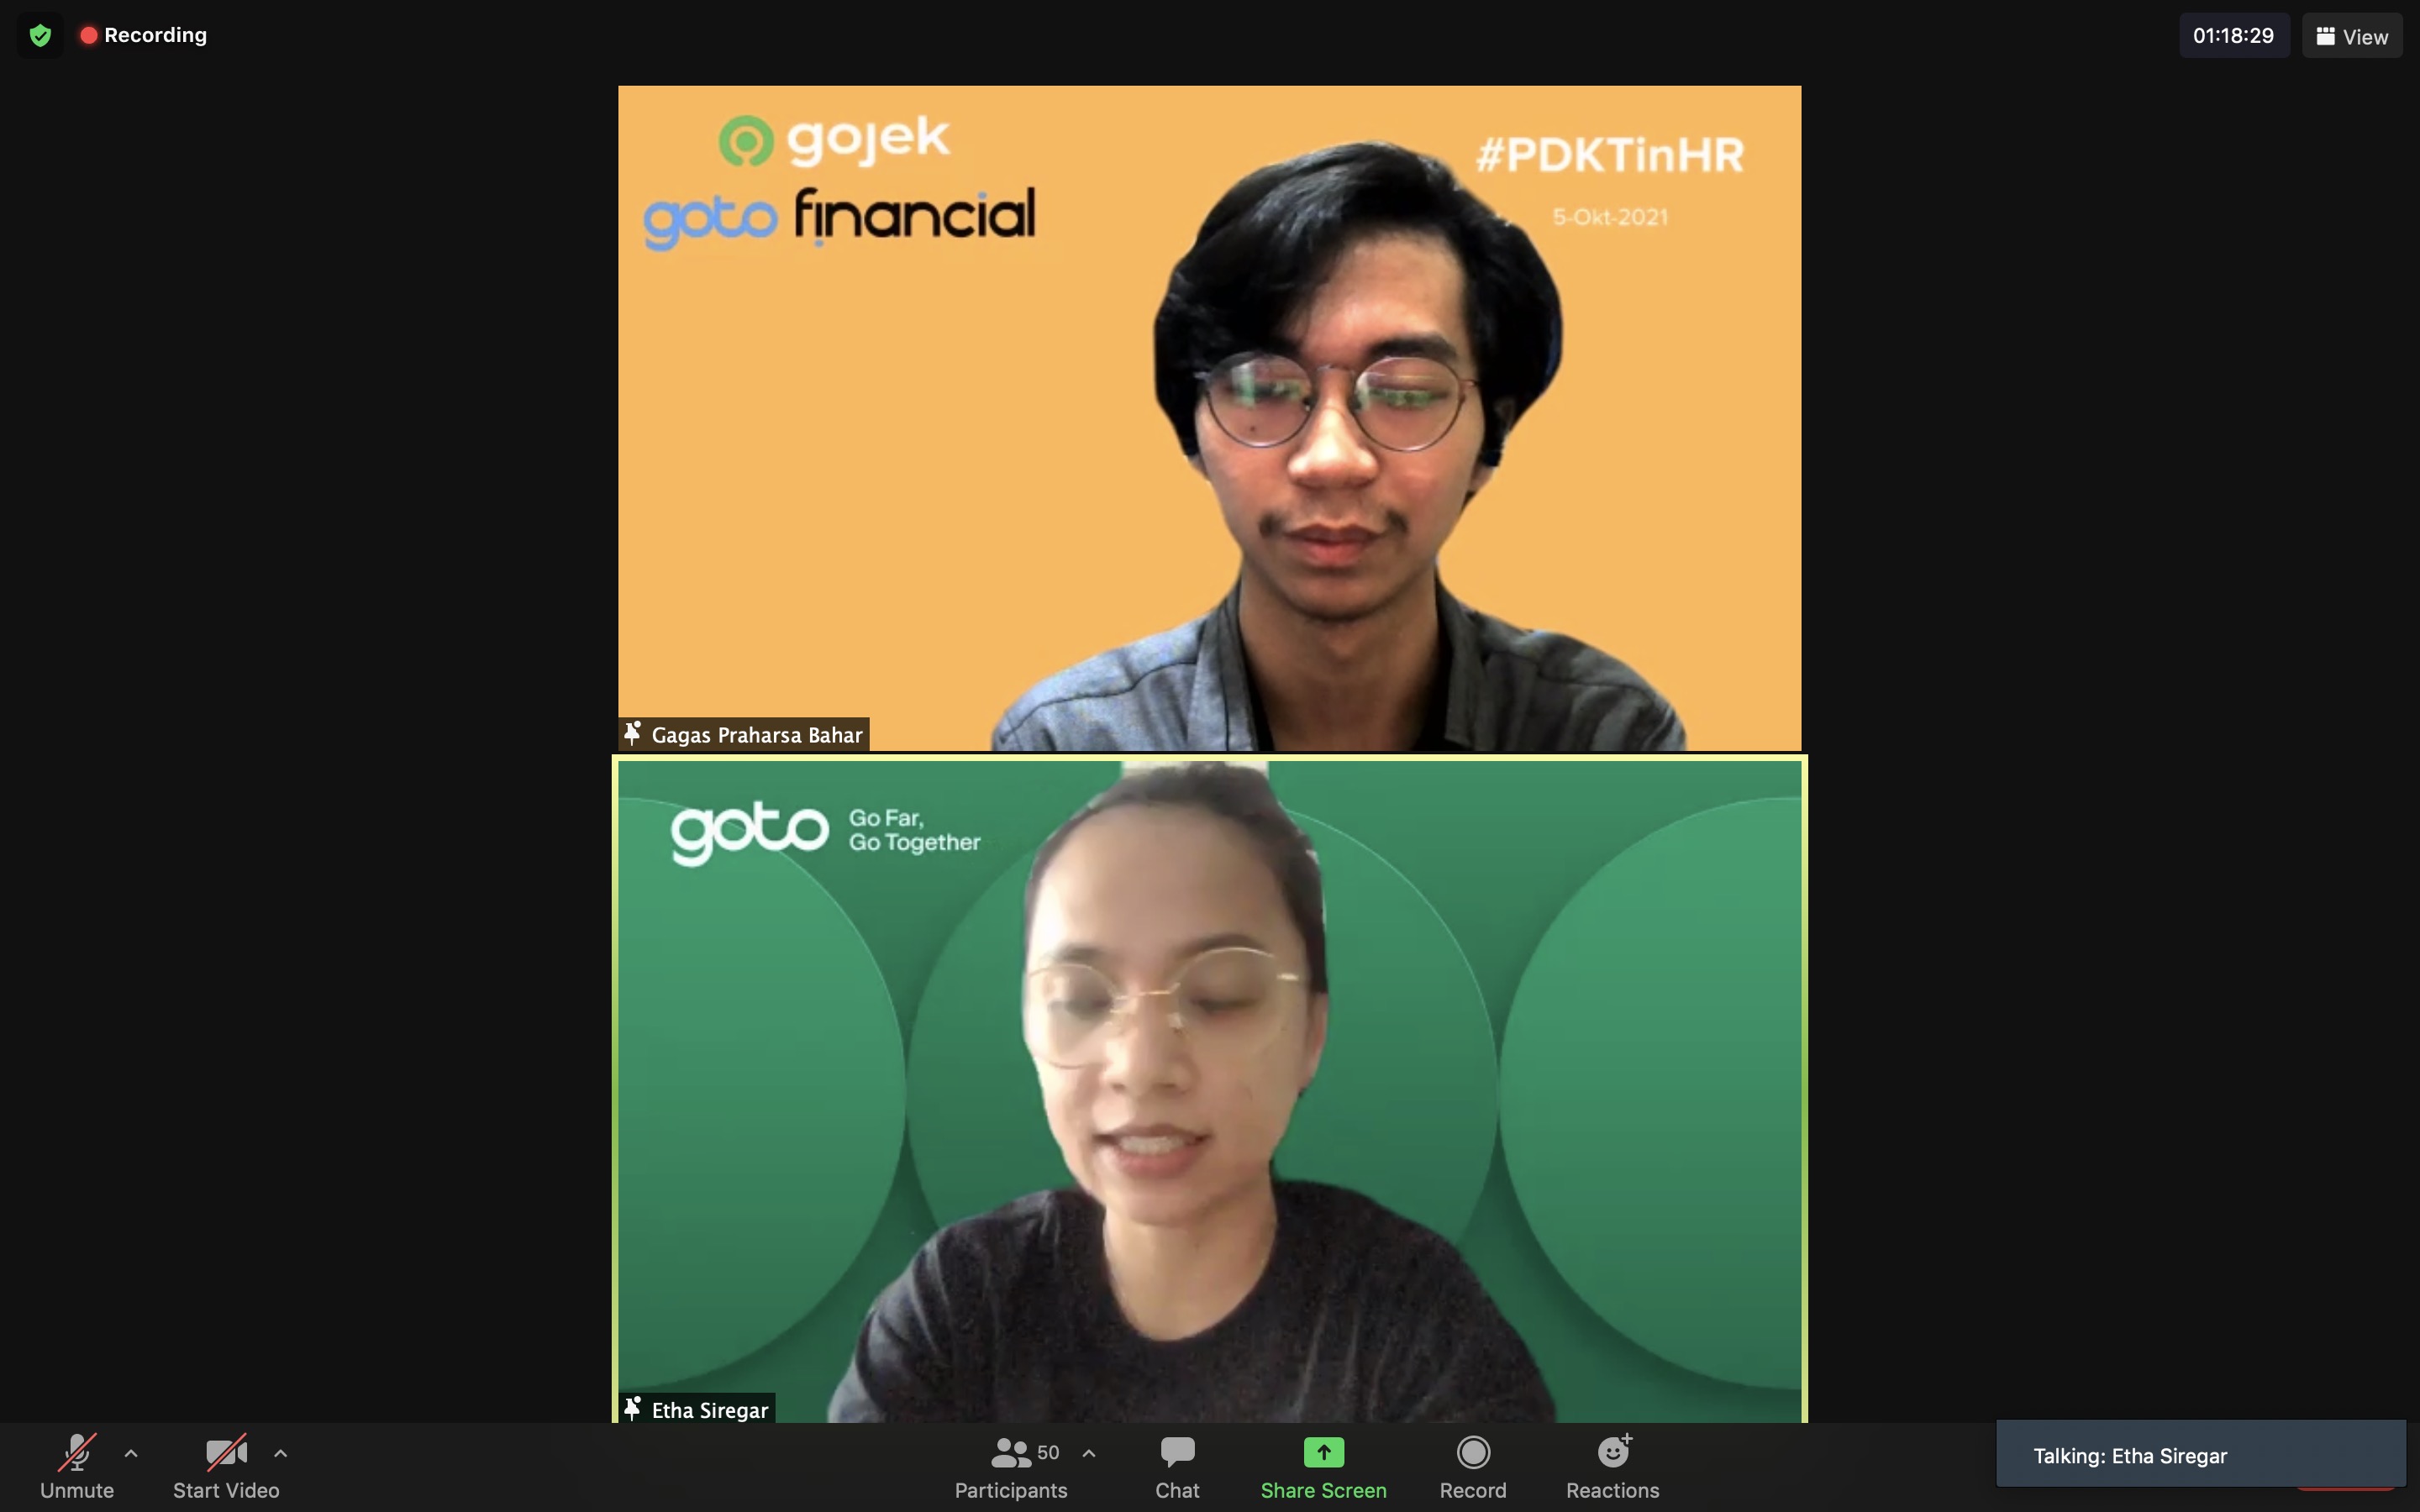 Recording
01:18:29
View
gojek
goto financial
#PDKTinHR
5-Okt-2021
Gagas Praharsa Bahar
goto
Go Far,
Go Together
Etha Siregar
Unmute
Start Video
50
Participants
Chat
Share Screen
Record
Reactions
Talking: Etha Siregar